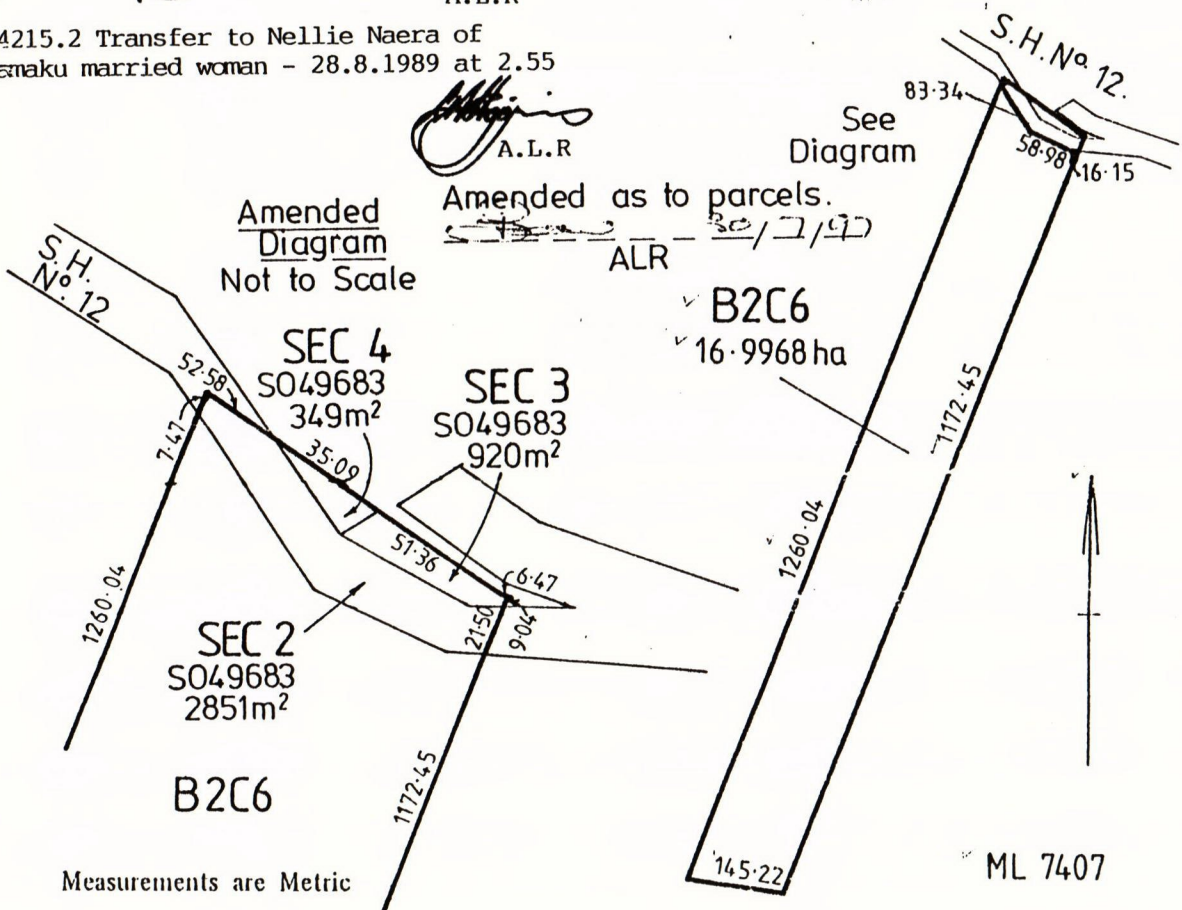 A.L.R
4215.2 Transfer to Nellie Naera of
amaku married woman - 28.8.1989 at 2.55
A.L.R
Amended as to parcels.
30/7/97
ALR
Amended
Diagram
Not to Scale
S.H.
Nº. 12
52·58
7·47
SEC 4
SO49683
349m²
SEC 3
SO49683
920m²
35·09
51·36
6·47
21·50
9·04
1260·04
SEC 2
SO49683
2851m²
1172·45
B2C6
Measurements are Metric
S.H. Nº. 12.
83·34
See
Diagram
58·98
16·15
B2C6
16·9968 ha
1172·45
1260·04
145·22
ML 7407